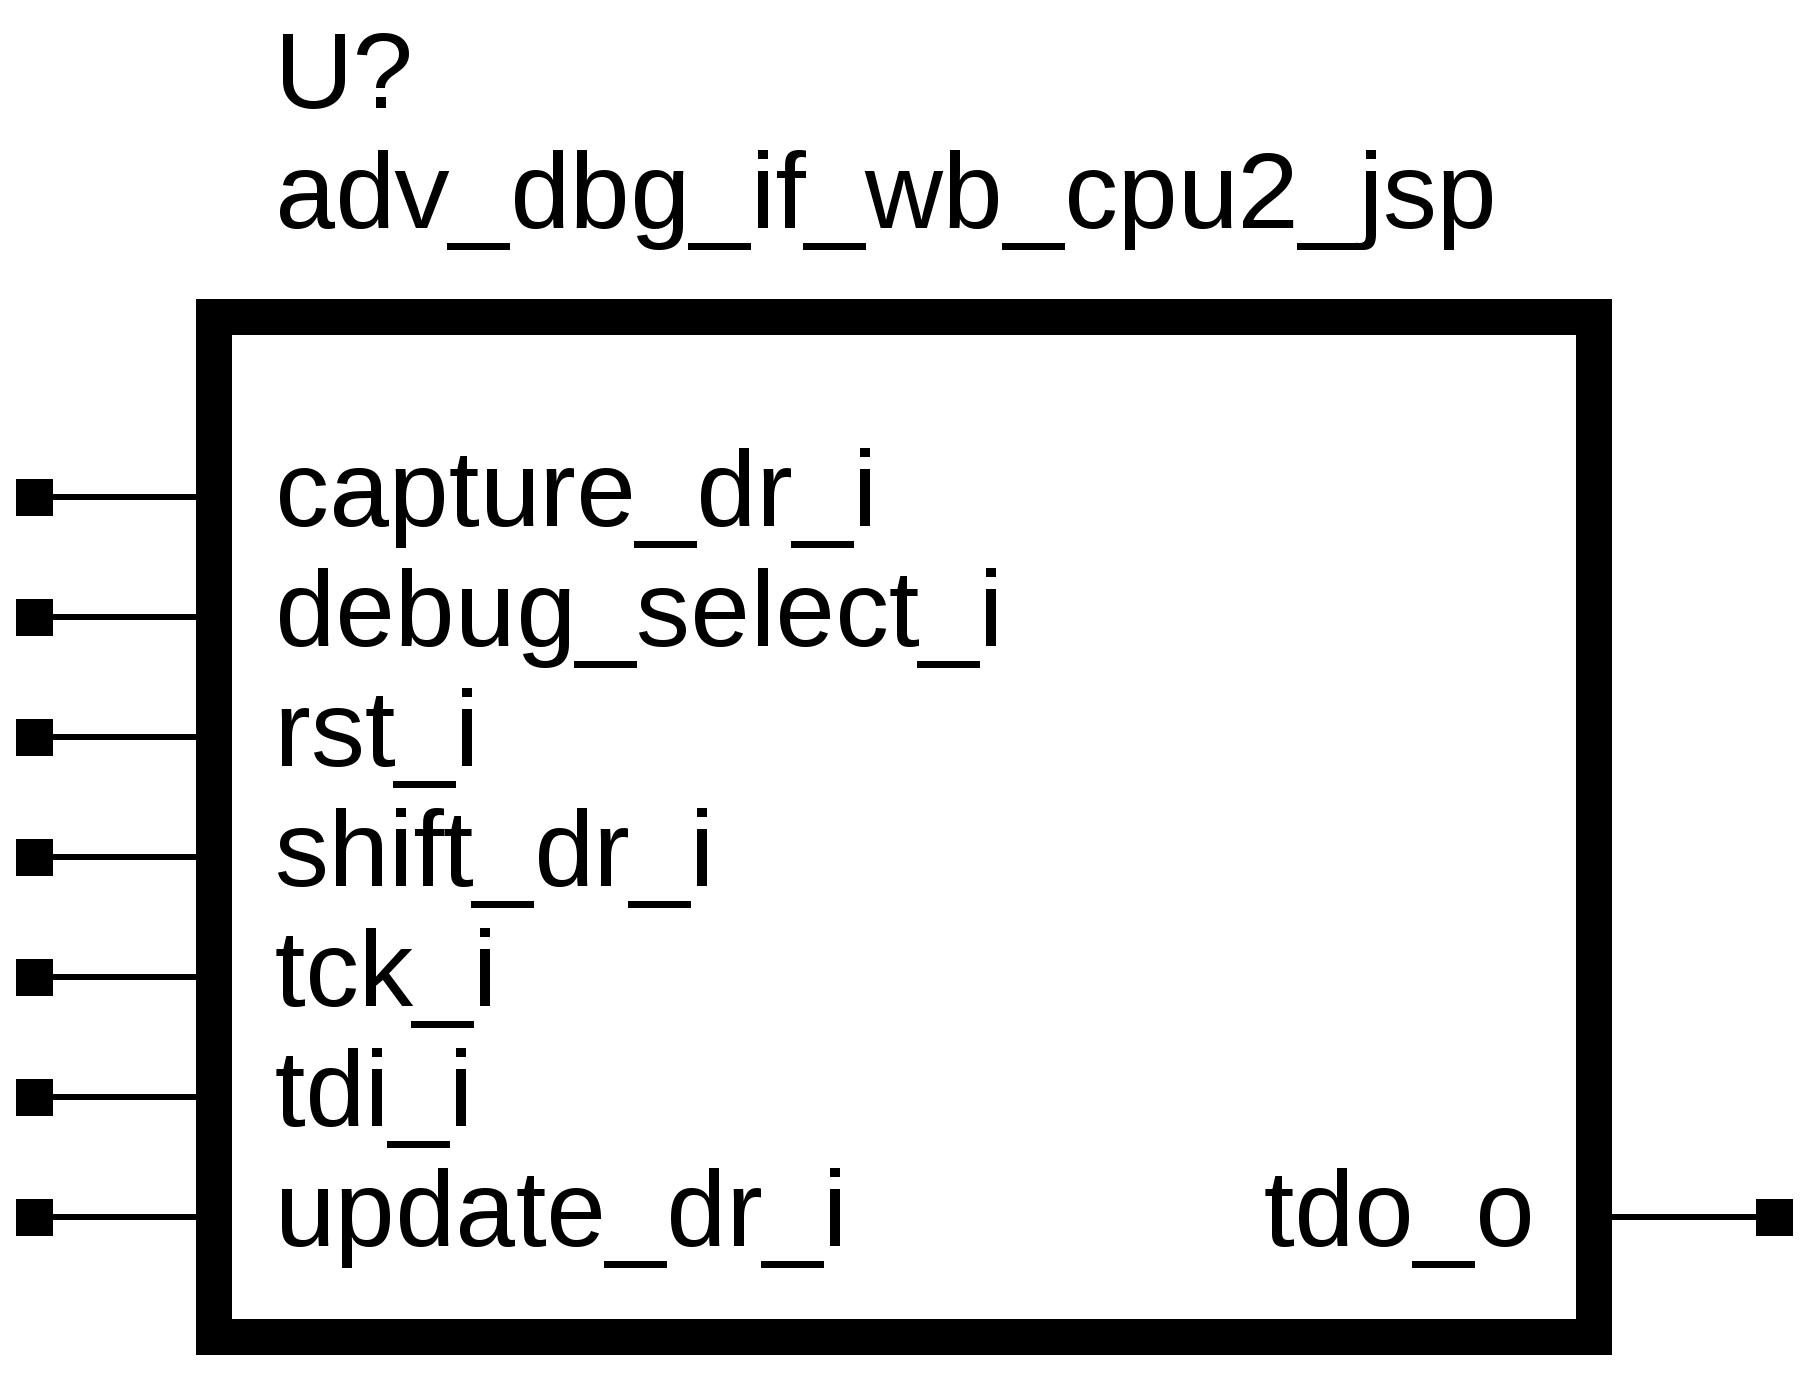 U?
adv_dbg_if_wb_cpu2_jsp
capture_dr_i
debug_select_i
rst_i
shift_dr_i
tck_i
tdi_i
update_dr_i tdo_o